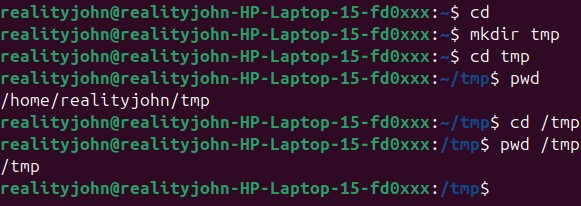 realityjohn@realityjohn-HP-Laptop-15-fd0xxx:~$ cd
realityjohn@realityjohn-HP-Laptop-15-fd0xxx:~$ mkdir tmp
realityjohn@realityjohn-HP-Laptop-15-fd0xxx:~$ cd tmp
realityjohn@realityjohn-HP-Laptop-15-fd0xxx:~/tmp$ pwd
/home/realityjohn/tmp
realityjohn@realityjohn-HP-Laptop-15-fd0xxx:~/tmp$ cd /tmp
realityjohn@realityjohn-HP-Laptop-15-fd0xxx:/tmp$ pwd /tmp
/tmp
realityjohn@realityjohn-HP-Laptop-15-fd0xxx:/tmp$